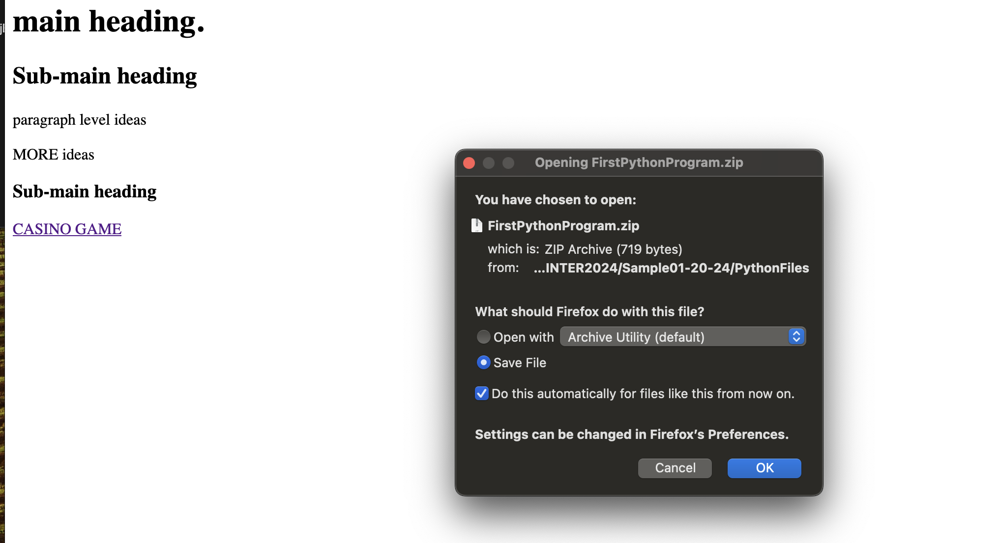 main heading.
Sub-main heading
paragraph level ideas
MORE ideas
Sub-main heading
CASINO GAME
Opening FirstPythonProgram.zip
You have chosen to open:
FirstPythonProgram.zip
which is: ZIP Archive (719 bytes)
from: ...INTER2024/Sample01-20-24/PythonFiles
What should Firefox do with this file?
Open with Archive Utility (default)
Save File
Do this automatically for files like this from now on.
Settings can be changed in Firefox’s Preferences.
Cancel OK